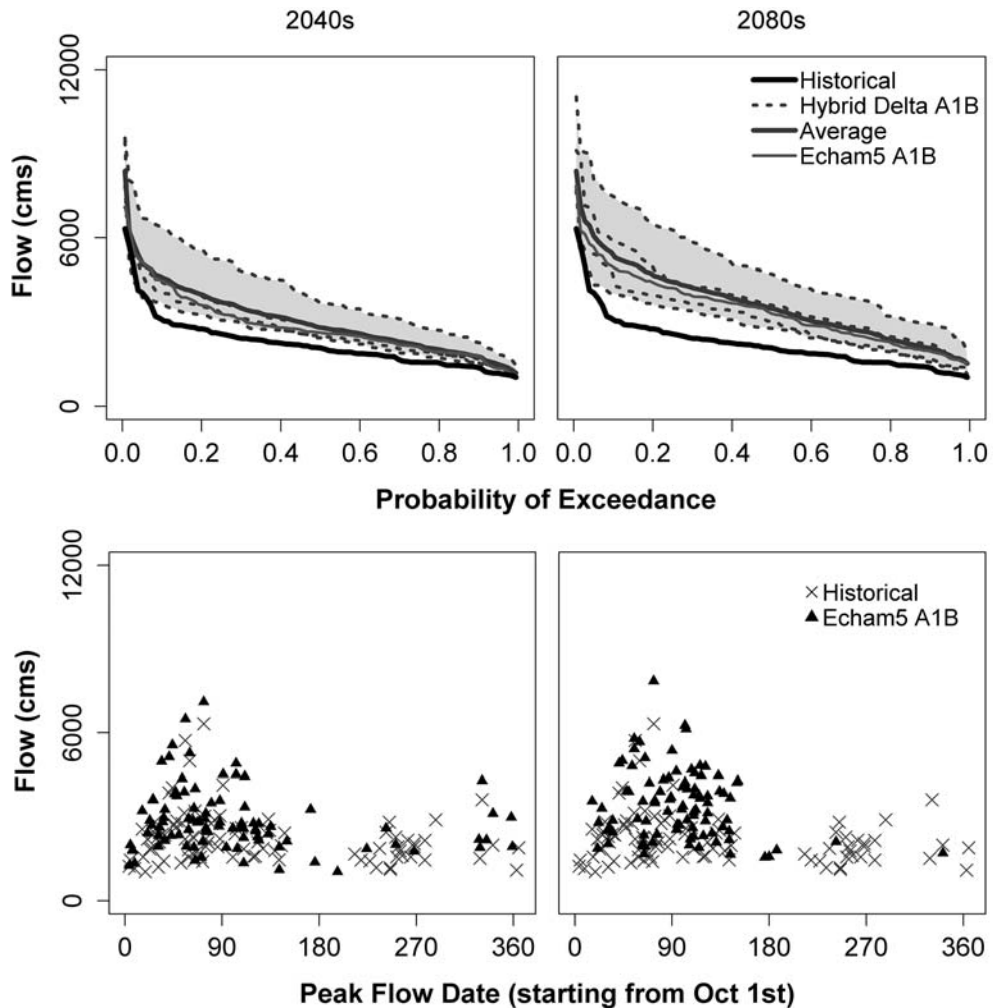 2040s
2080s
Flow (cms)
12000
6000
0
Historical
Hybrid Delta A1B
Average
Echam5 A1B
0.0 0.2 0.4 0.6 0.8 1.0
0.0 0.2 0.4 0.6 0.8 1.0
Probability of Exceedance
Flow (cms)
12000
6000
0
Historical
Echam5 A1B
0 90 180 270 360
0 90 180 270 360
Peak Flow Date (starting from Oct 1st)